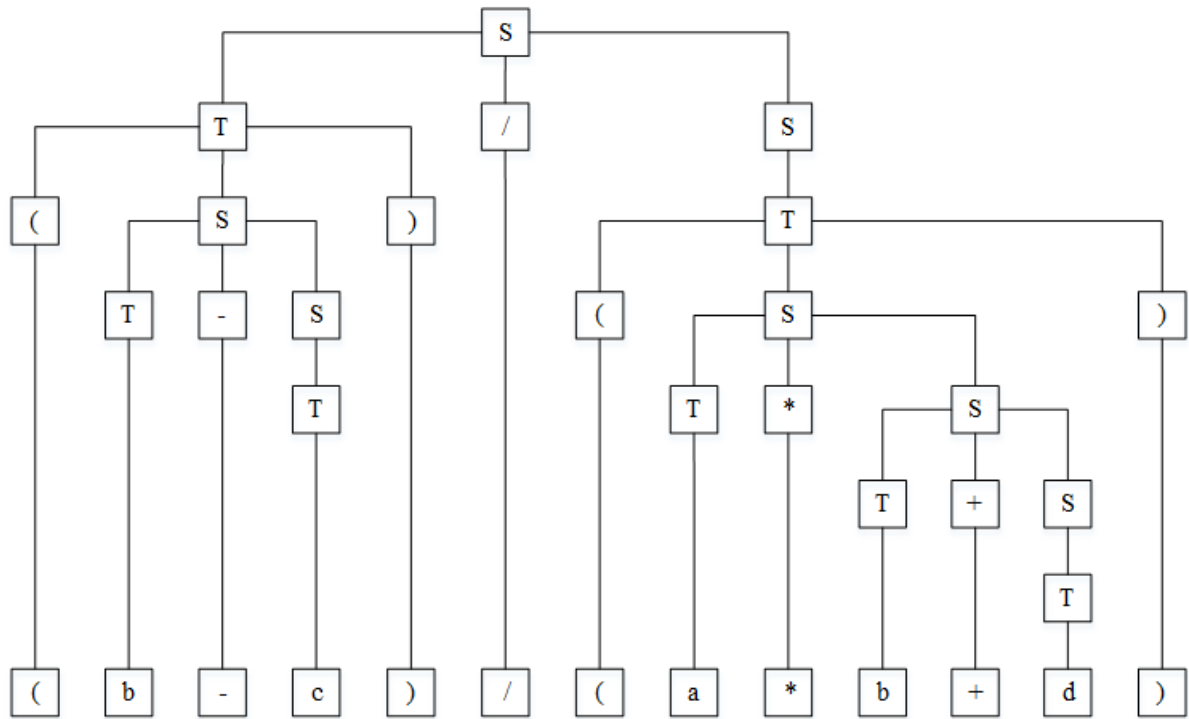 S
T / S
( S ) T
T - S ( S )
T T * S
T + S
T
( b - c ) / ( a * b + d )